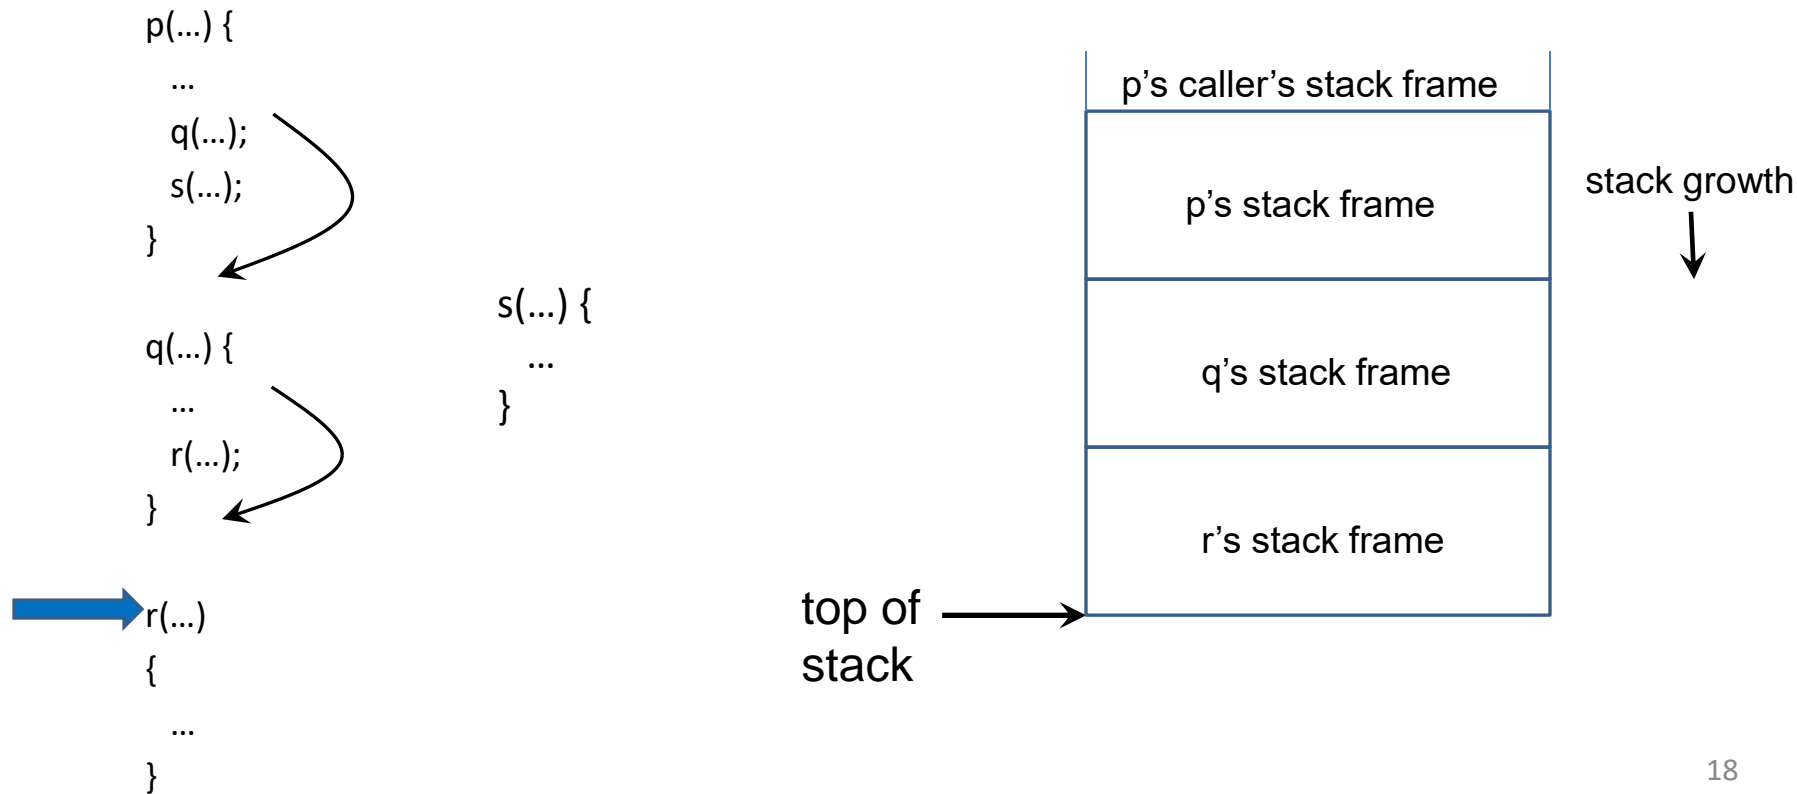 p(…) {
…
q(…);
s(…);
}
q(…) {
…
r(…);
}
r(…)
{
…
}
s(…) {
…
}
p’s caller’s stack frame
p’s stack frame
q’s stack frame
r’s stack frame
stack growth
top of
stack
18